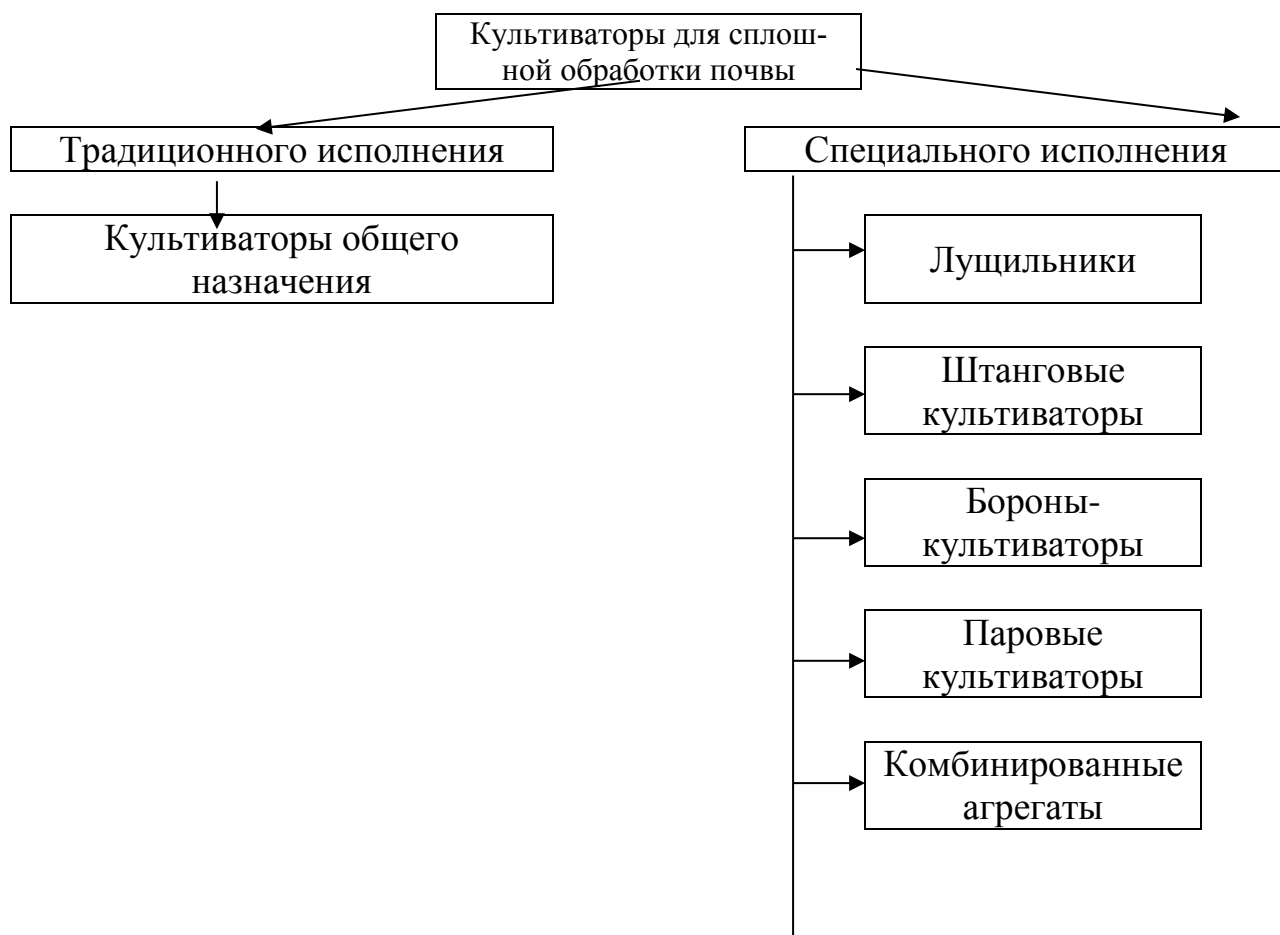 Культиваторы для сплош-
ной обработки почвы
Традиционного исполнения
Специального исполнения
Культиваторы общего
назначения
Лущильники
Штанговые
культиваторы
Бороны-
культиваторы
Паровые
культиваторы
Комбинированные
агрегаты